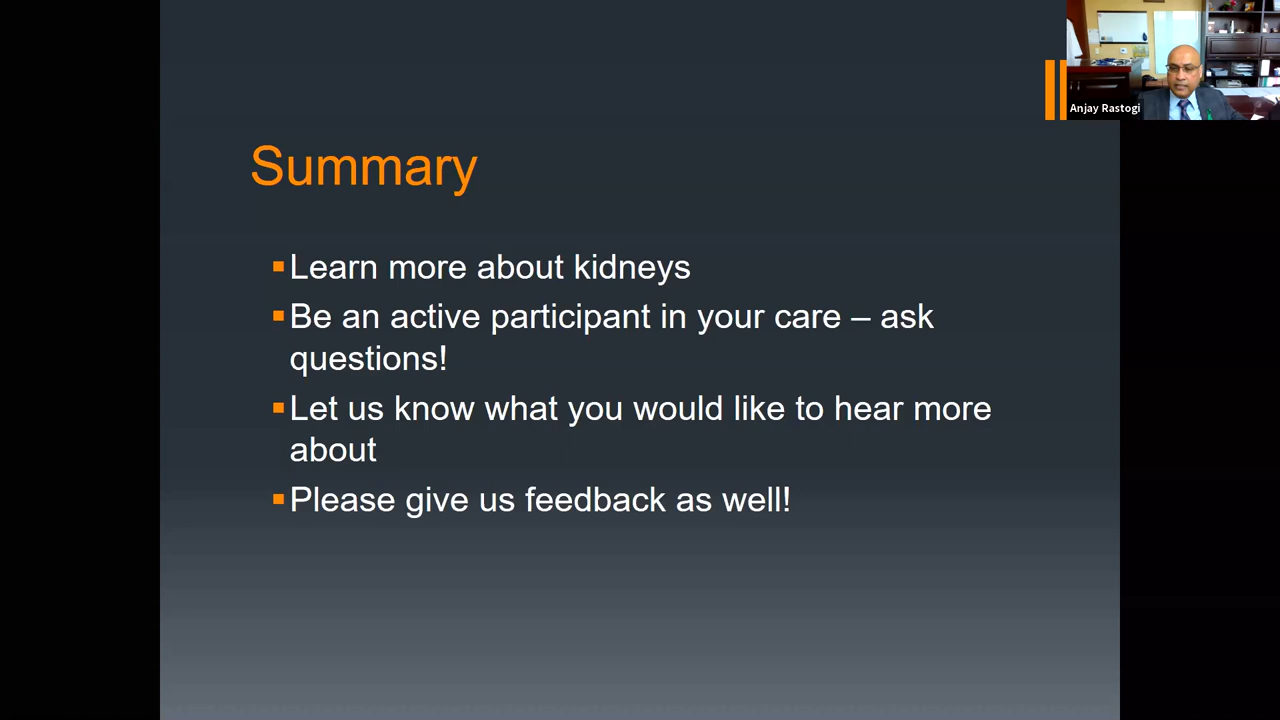 Anjay Rastogi
Summary
Learn more about kidneys
Be an active participant in your care – ask
questions!
Let us know what you would like to hear more
about
Please give us feedback as well!